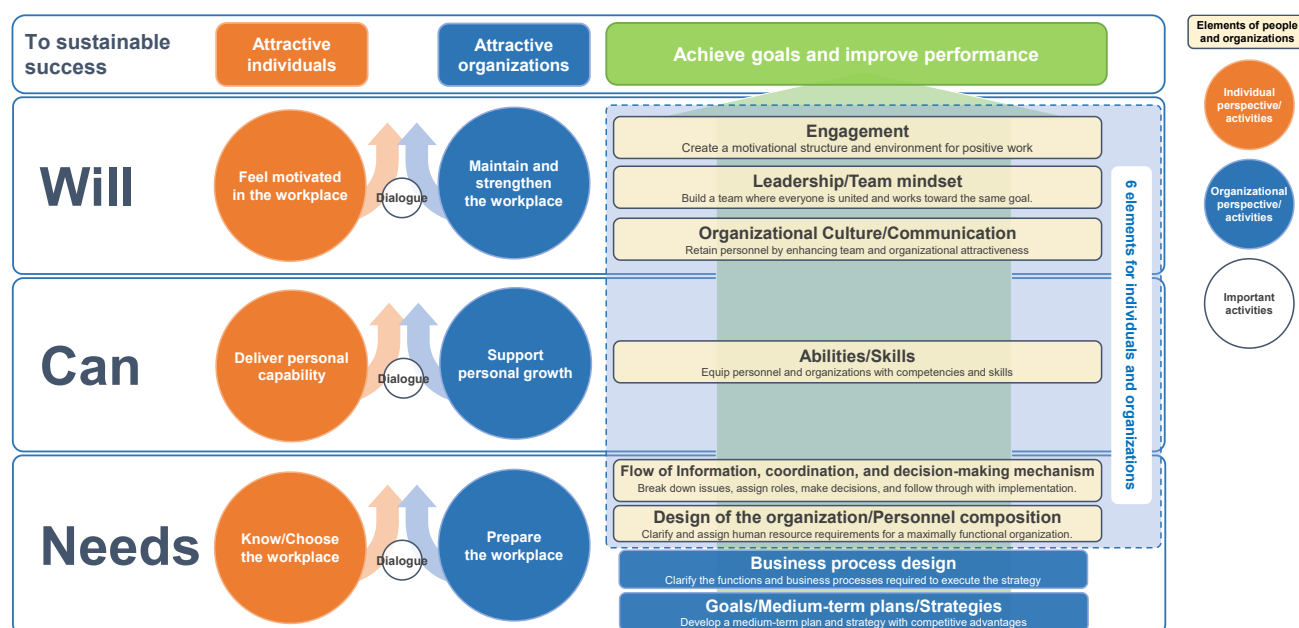 To sustainable
success
Attractive
individuals
Attractive
organizations
Achieve goals and improve performance
Elements of people
and organizations
Individual
perspective/
activities
Organizational
perspective/
activities
Important
activities
Will
Feel motivated
in the workplace
Dialogue
Maintain and
strengthen
the workplace
Engagement
Create a motivational structure and environment for positive work
Leadership/Team mindset
Build a team where everyone is united and works toward the same goal.
Organizational Culture/Communication
Retain personnel by enhancing team and organizational attractiveness
6 elements for individuals and organizations
Can
Deliver personal
capability
Dialogue
Support
personal growth
Abilities/Skills
Equip personnel and organizations with competencies and skills
Needs
Know/Choose
the workplace
Dialogue
Prepare
the workplace
Flow of Information, coordination, and decision-making mechanism
Break down issues, assign roles, make decisions, and follow through with implementation.
Design of the organization/Personnel composition
Clarify and assign human resource requirements for a maximally functional organization.
Business process design
Clarify the functions and business processes required to execute the strategy
Goals/Medium-term plans/Strategies
Develop a medium-term plan and strategy with competitive advantages